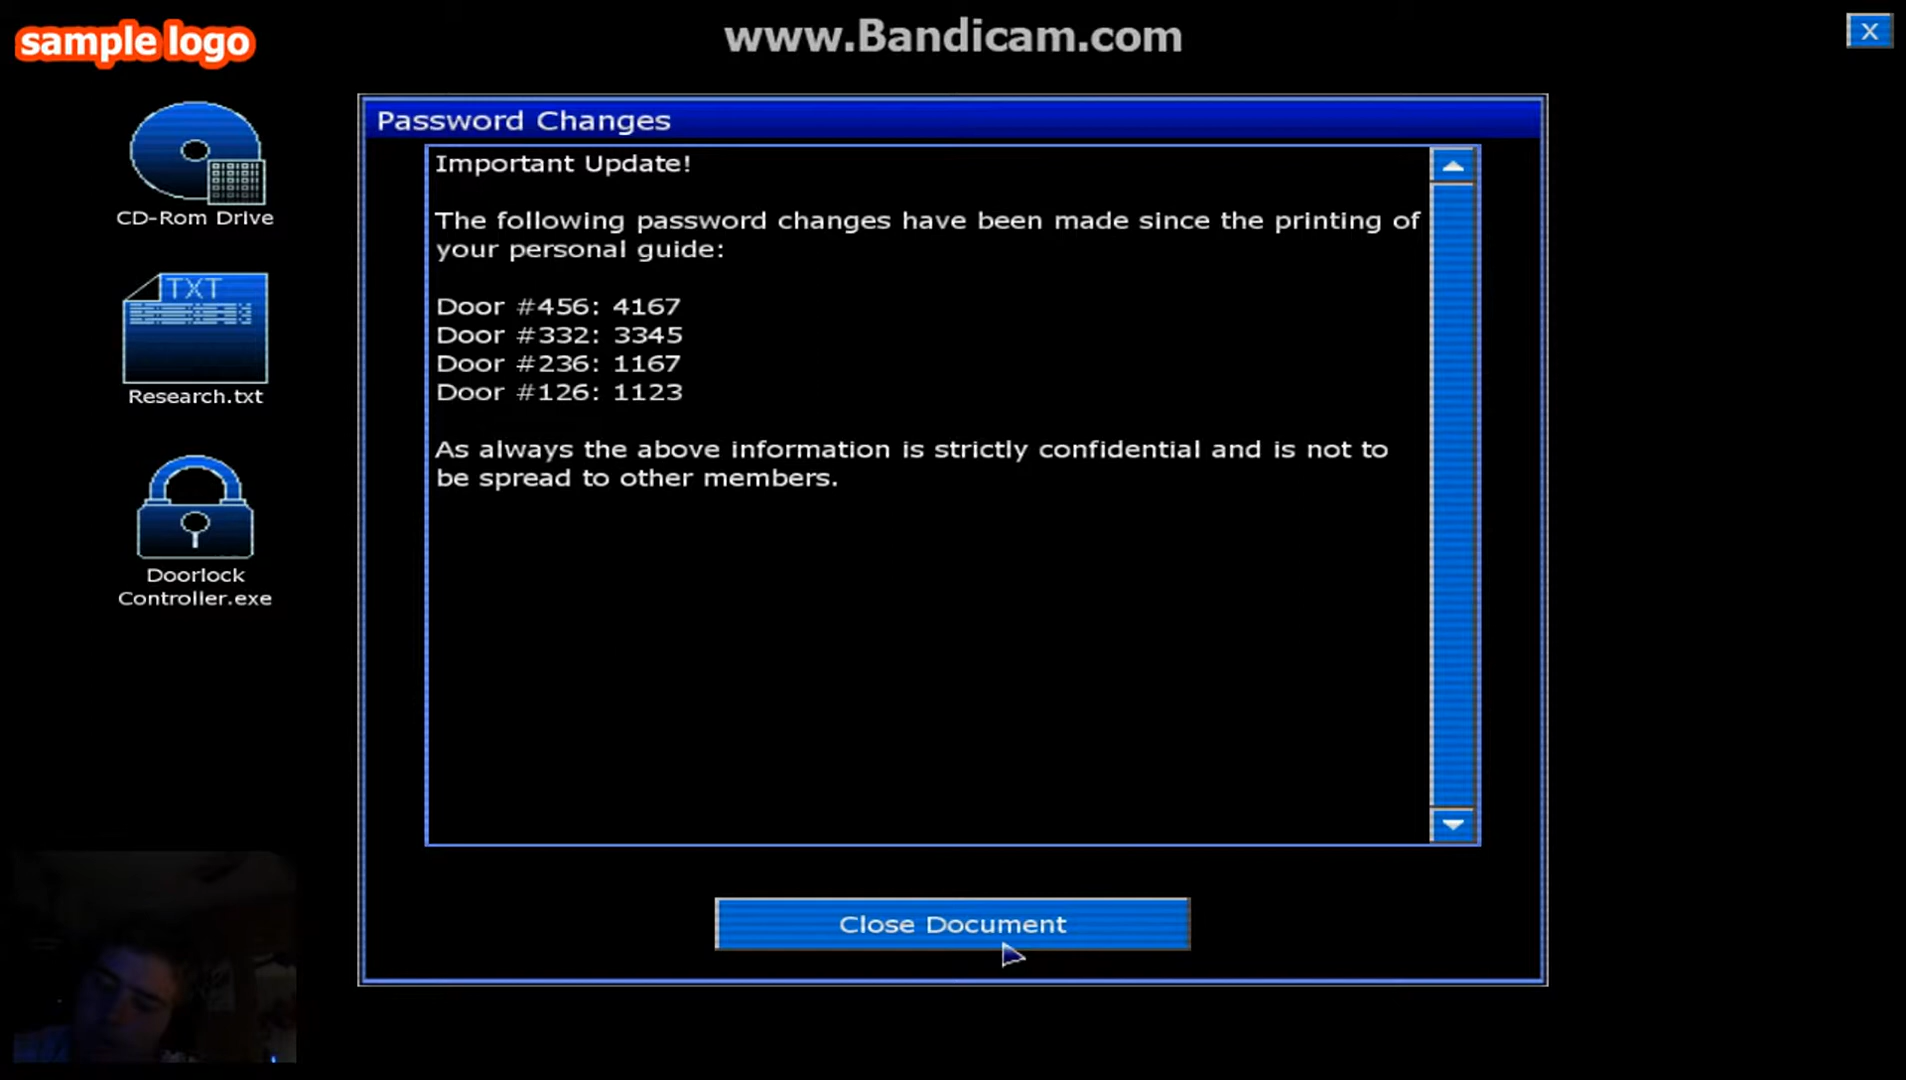 sample logo
www.Bandicam.com
X
CD-Rom Drive
TXT
Research.txt
Doorlock
Controller.exe
Password Changes
Important Update!
The following password changes have been made since the printing of
your personal guide:
Door #456: 4167
Door #332: 3345
Door #236: 1167
Door #126: 1123
As always the above information is strictly confidential and is not to
be spread to other members.
Close Document